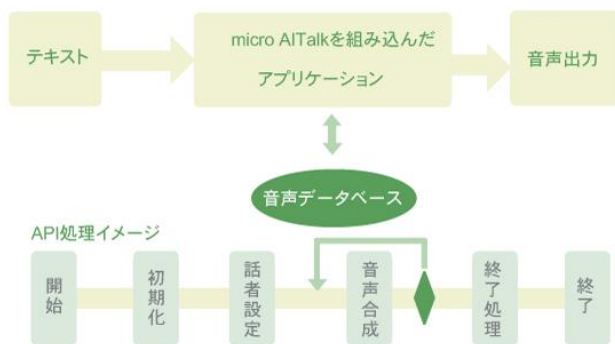 テキスト
micro AITalkを組み込んだ
アプリケーション
音声出力
音声データベース
API処理イメージ
開始
初期化
話者設定
音声合成
終了処理
終了